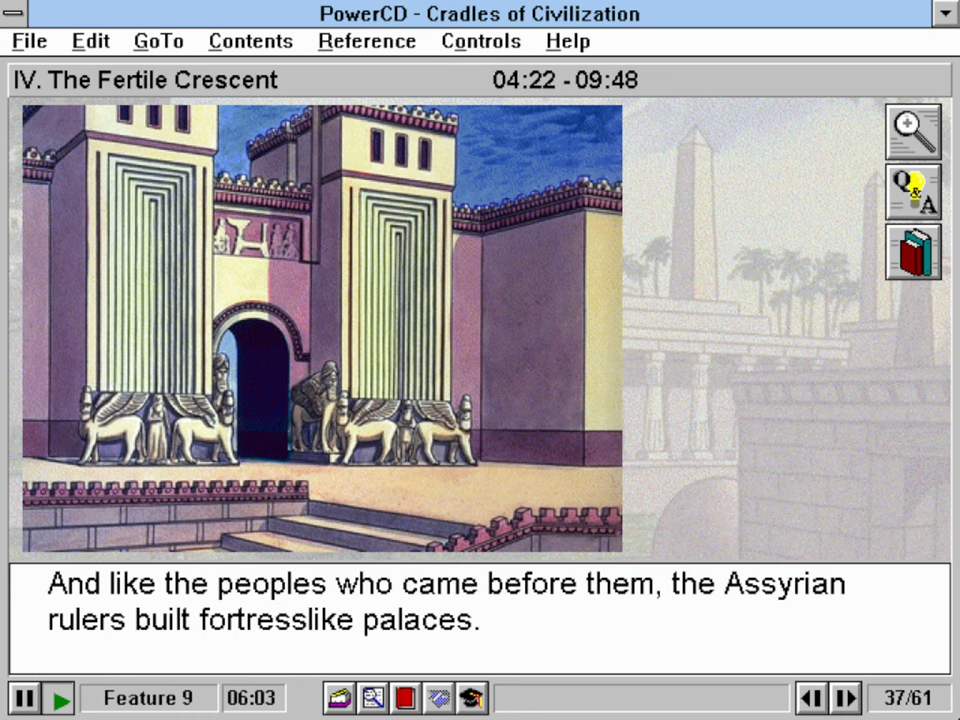 PowerCD - Cradles of Civilization
File Edit GoTo Contents Reference Controls Help
IV. The Fertile Crescent 04:22 - 09:48
Q & A
And like the peoples who came before them, the Assyrian
rulers built fortresslike palaces.
Feature 9 06:03 37/61